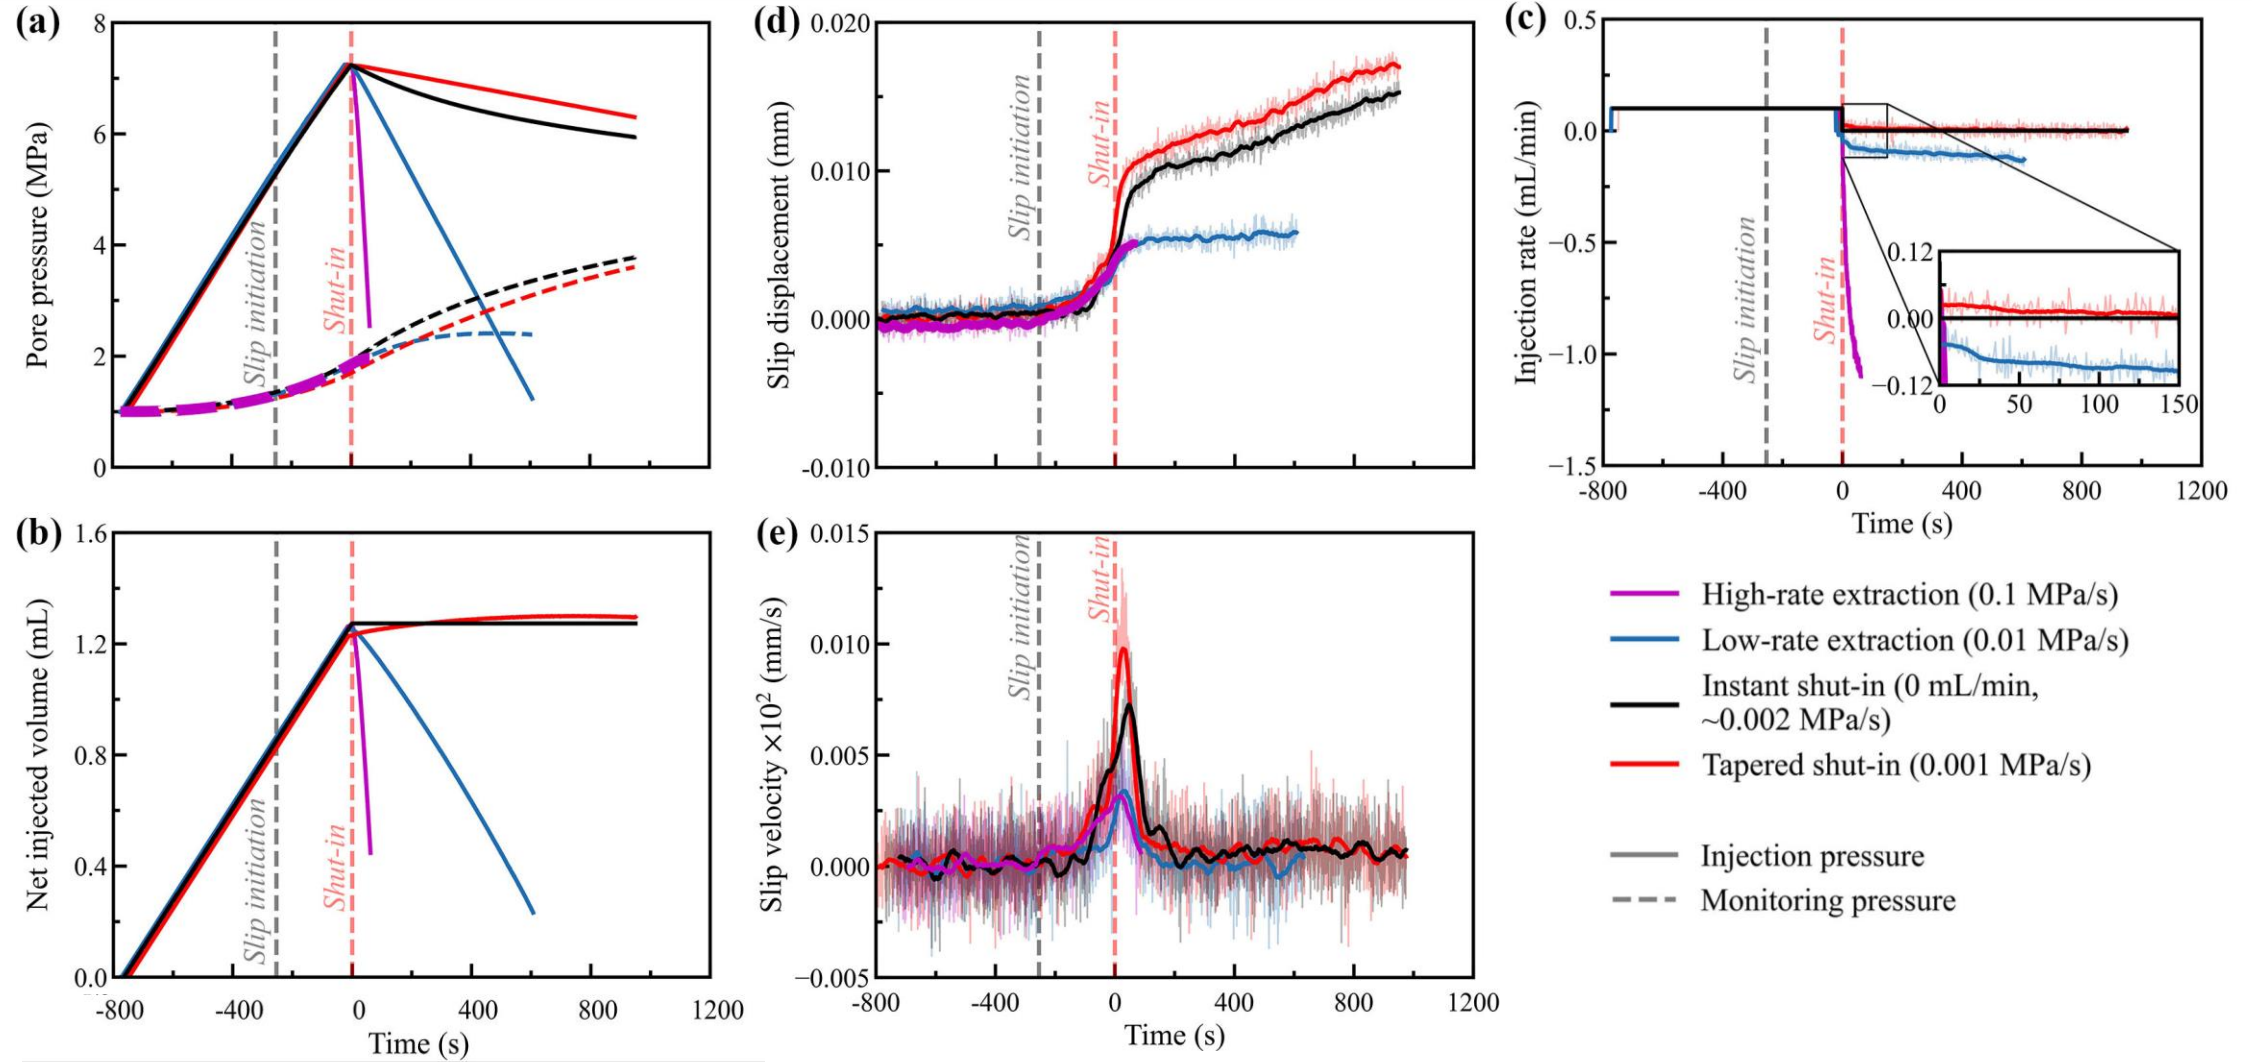 (a)
8
6
4
2
0
Pore pressure (MPa)
Slip initiation
Shut-in
(d)
0.020
0.010
0.000
-0.010
Slip displacement (mm)
Slip initiation
Shut-in
(c)
0.5
0.0
−0.5
−1.0
−1.5
Injection rate (mL/min)
Slip initiation
Shut-in
0.12
0.00
−0.12
0
50
100
150
-800
-400
0
400
800
1200
Time (s)
(b)
1.6
1.2
0.8
0.4
0.0
Net injected volume (mL)
Slip initiation
Shut-in
-800
-400
0
400
800
1200
Time (s)
(e)
0.015
0.010
0.005
0.000
−0.005
Slip velocity ×10² (mm/s)
Slip initiation
Shut-in
-800
-400
0
400
800
1200
Time (s)
High-rate extraction (0.1 MPa/s)
Low-rate extraction (0.01 MPa/s)
Instant shut-in (0 mL/min,
~0.002 MPa/s)
Tapered shut-in (0.001 MPa/s)
Injection pressure
Monitoring pressure